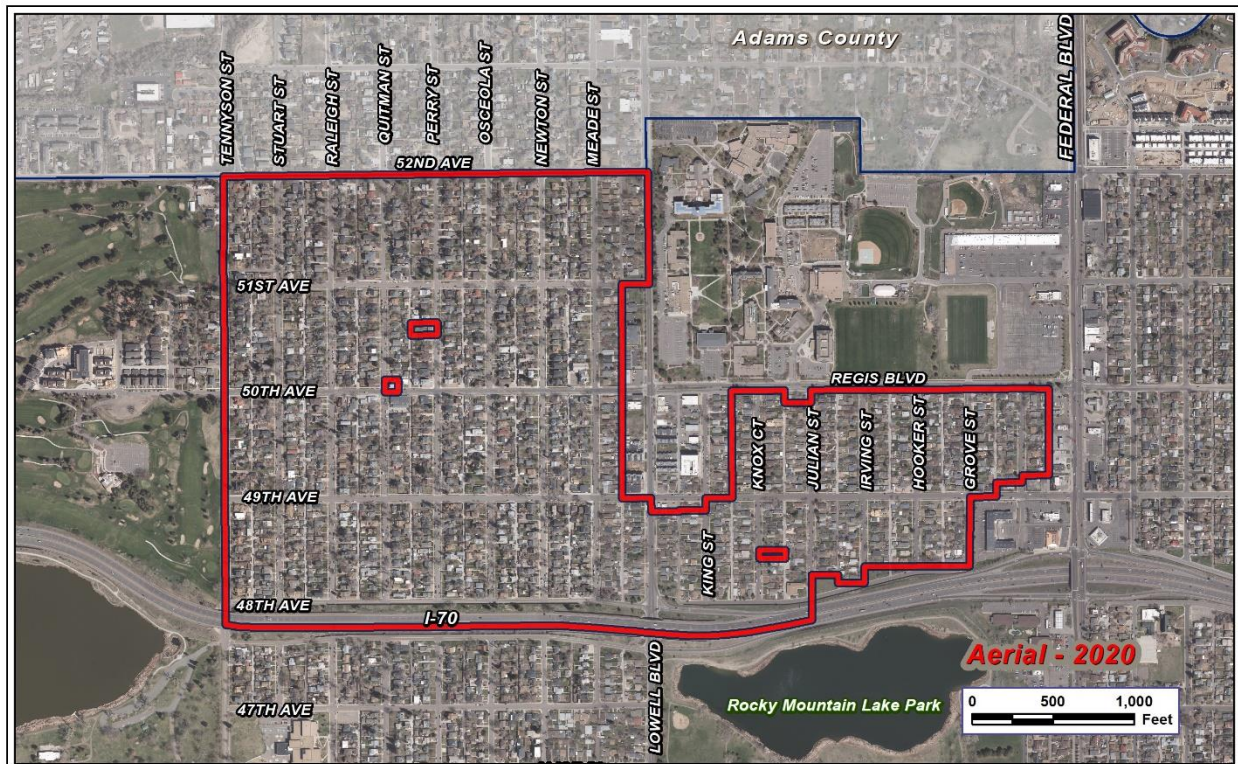 Adams County
FEDERAL BLVD
TENNYSON ST
STUART ST
RALEIGH ST
QUITMAN ST
PERRY ST
OSCEOLA ST
NEWTON ST
MEADE ST
52ND AVE
51ST AVE
50TH AVE
REGIS BLVD
KNOX CT
JULIAN ST
IRVING ST
HOOKER ST
GROVE ST
49TH AVE
KING ST
48TH AVE
I-70
LOWELL BLVD
Aerial - 2020
Rocky Mountain Lake Park
0 500 1,000
Feet
47TH AVE